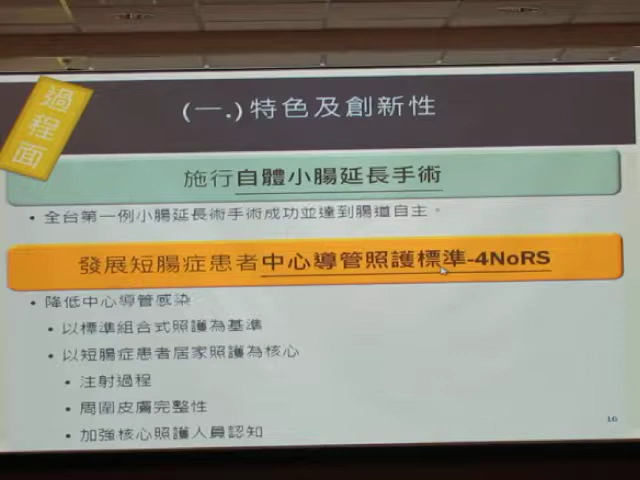 過程面
(一.)特色及創新性
施行自體小腸延長手術
• 全台第一例小腸延長術手術成功並達到腸道自主。
發展短腸症患者中心導管照護標準-4NoRS
• 降低中心導管感染
• 以標準組合式照護為基準
• 以短腸症患者居家照護為核心
• 注射過程
• 周圍皮膚完整性
• 加強核心照護人員認知
16